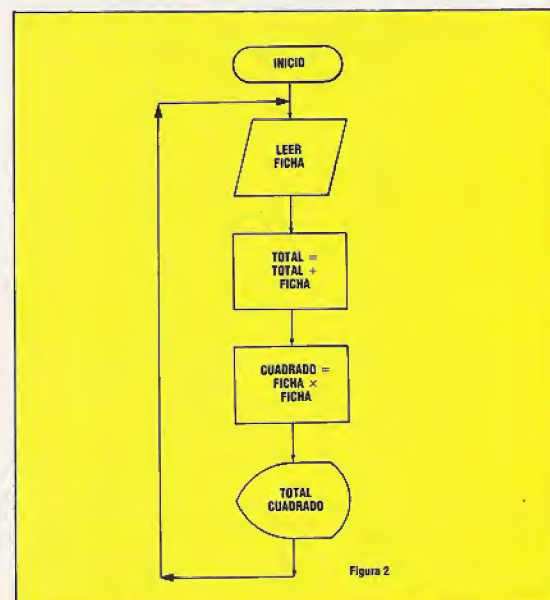 INICIO
LEER
FICHA
TOTAL =
TOTAL +
FICHA
CUADRADO =
FICHA ×
FICHA
TOTAL
CUADRADO
Figura 2